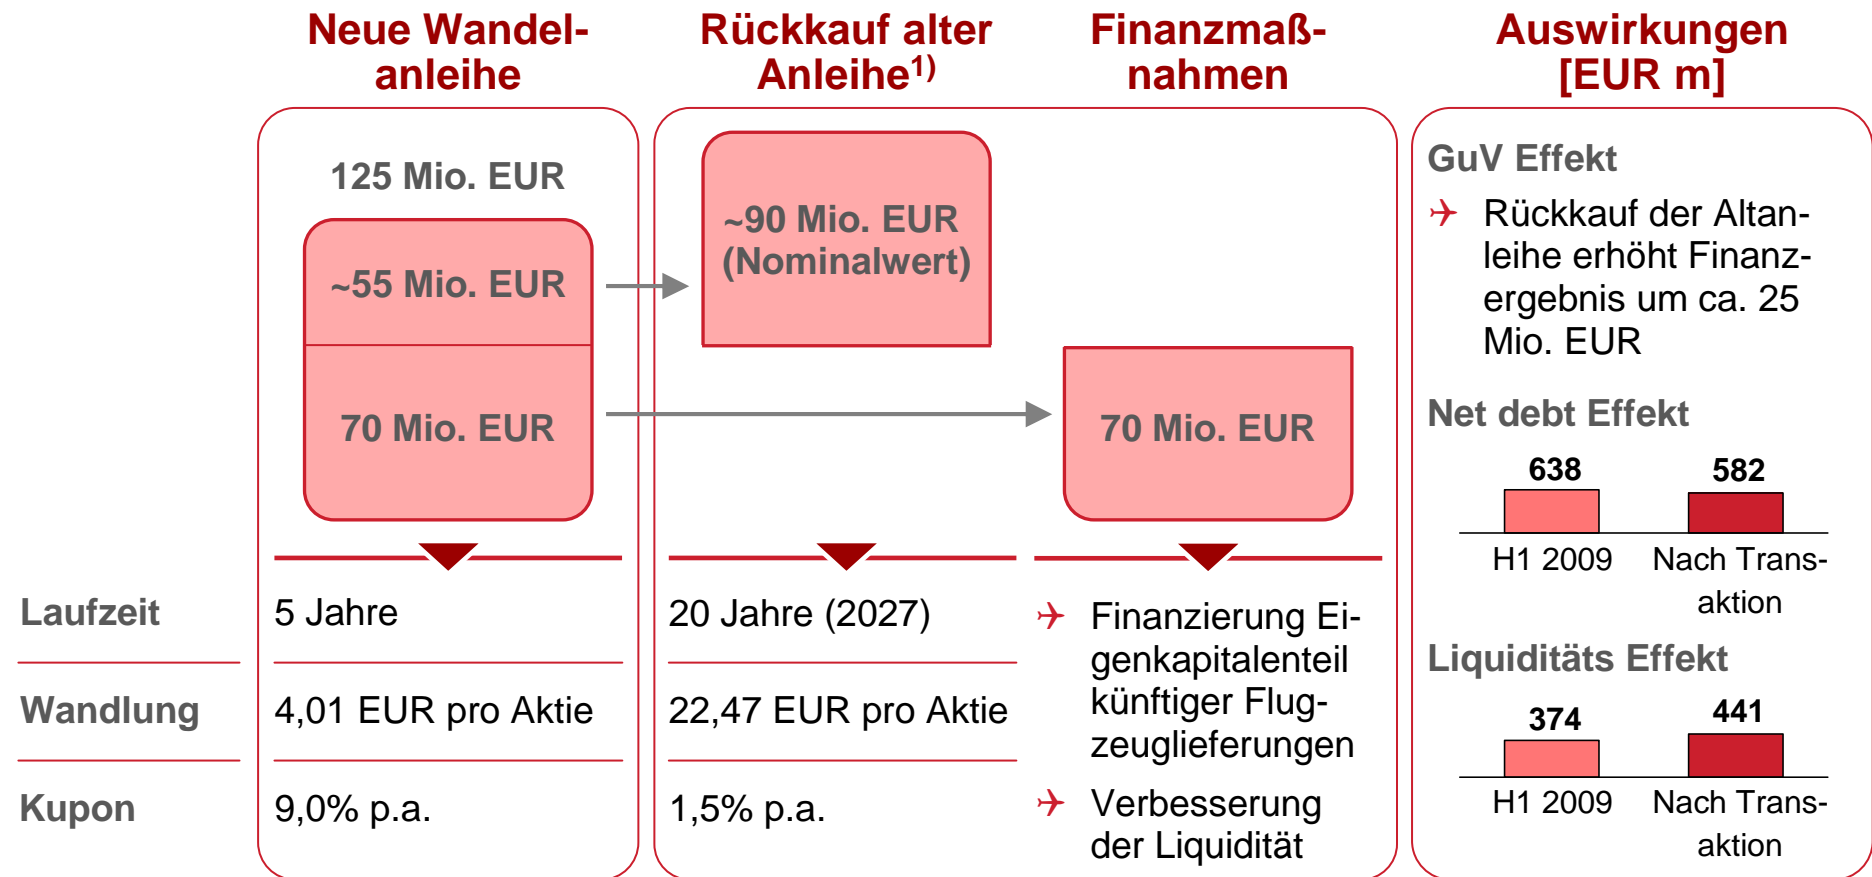 Neue Wandel-
anleihe
Rückkauf alter
Anleihe1)
Finanzmaß-
nahmen
Auswirkungen
[EUR m]
125 Mio. EUR
~55 Mio. EUR
70 Mio. EUR
~90 Mio. EUR
(Nominalwert)
70 Mio. EUR
Laufzeit
5 Jahre
20 Jahre (2027)
Wandlung
4,01 EUR pro Aktie
22,47 EUR pro Aktie
Kupon
9,0% p.a.
1,5% p.a.
Finanzierung Ei-
genkapitalenteil
künftiger Flug-
zeuglieferungen
Verbesserung
der Liquidität
GuV Effekt
Rückkauf der Altan-
leihe erhöht Finanz-
ergebnis um ca. 25
Mio. EUR
Net debt Effekt
638
582
H1 2009
Nach Trans-
aktion
Liquiditäts Effekt
374
441
H1 2009
Nach Trans-
aktion